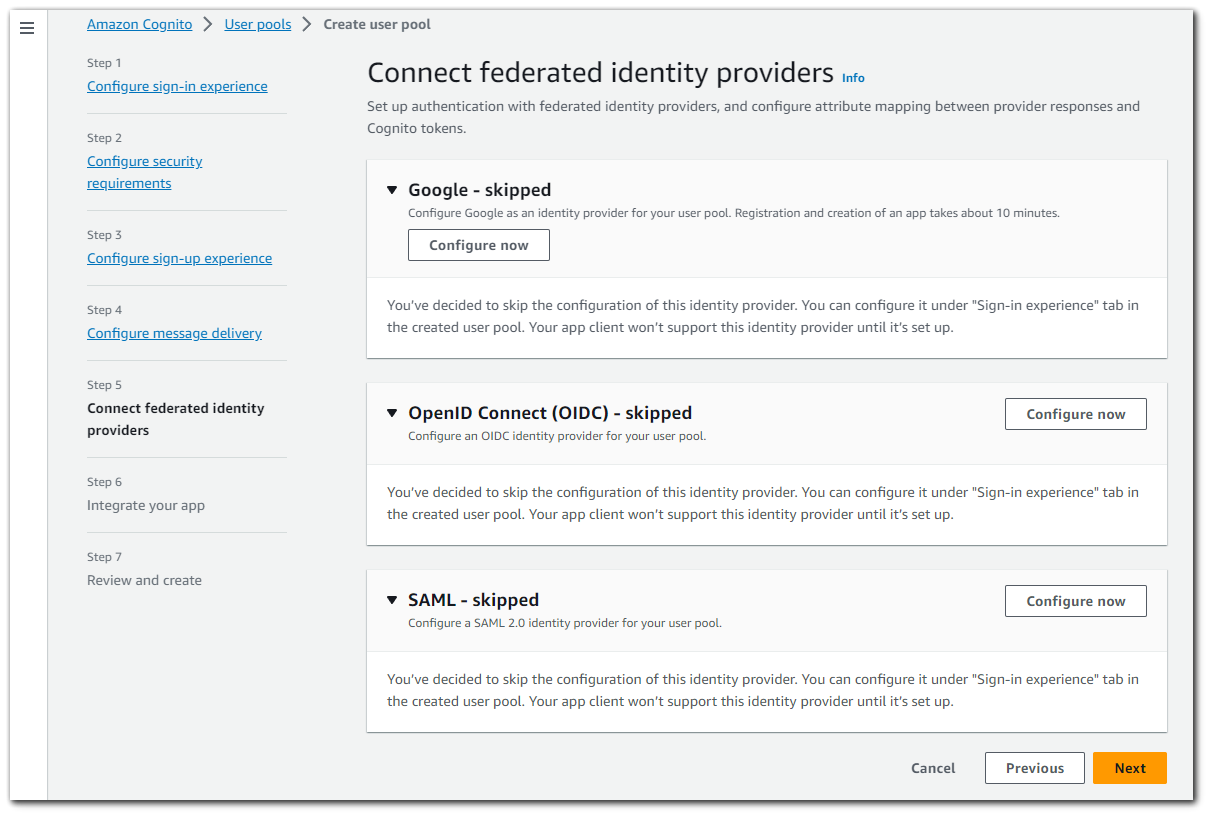 Amazon Cognito > User pools > Create user pool
Step 1
Configure sign-in experience
Step 2
Configure security
requirements
Step 3
Configure sign-up experience
Step 4
Configure message delivery
Step 5
Connect federated identity
providers
Step 6
Integrate your app
Step 7
Review and create
Connect federated identity providers Info
Set up authentication with federated identity providers, and configure attribute mapping between provider responses and
Cognito tokens.
Google - skipped
Configure Google as an identity provider for your user pool. Registration and creation of an app takes about 10 minutes.
Configure now
You’ve decided to skip the configuration of this identity provider. You can configure it under "Sign-in experience" tab in
the created user pool. Your app client won’t support this identity provider until it’s set up.
OpenID Connect (OIDC) - skipped
Configure an OIDC identity provider for your user pool.
Configure now
You’ve decided to skip the configuration of this identity provider. You can configure it under "Sign-in experience" tab in
the created user pool. Your app client won’t support this identity provider until it’s set up.
SAML - skipped
Configure a SAML 2.0 identity provider for your user pool.
Configure now
You’ve decided to skip the configuration of this identity provider. You can configure it under "Sign-in experience" tab in
the created user pool. Your app client won’t support this identity provider until it’s set up.
Cancel Previous Next